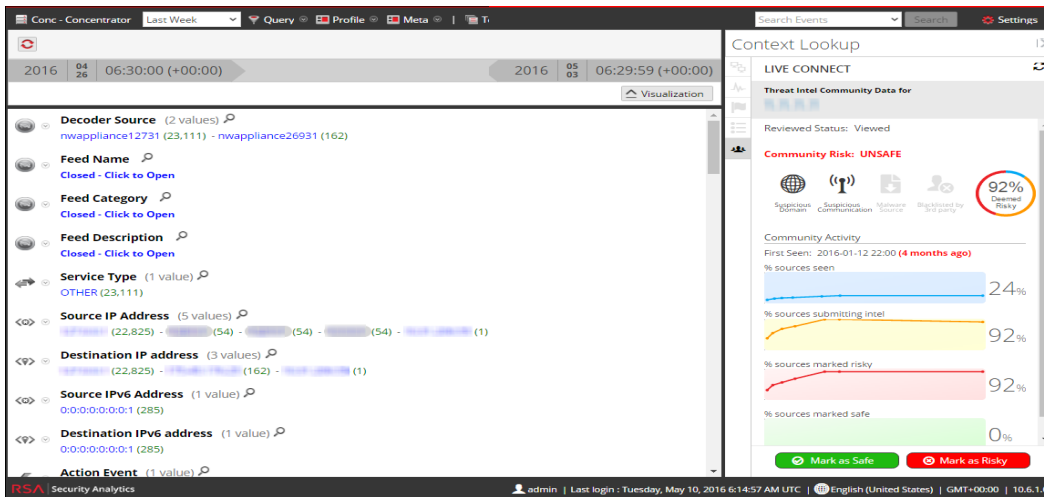 Conc - Concentrator Last Week Query Profile Meta | Search Events Search Settings
Context Lookup
2016 04 26 06:30:00 (+00:00) 2016 05 03 06:29:59 (+00:00)
Visualization
Decoder Source (2 values)
nwappliance12731 (23,111) - nwappliance26931 (162)
Feed Name
Closed - Click to Open
Feed Category
Closed - Click to Open
Feed Description
Closed - Click to Open
Service Type (1 value)
OTHER (23,111)
Source IP Address (5 values)
(22,825) - (54) - (54) - (54) - (1)
Destination IP address (3 values)
(22,825) - (162) - (1)
Source IPv6 Address (1 value)
0:0:0:0:0:0:0:1 (285)
Destination IPv6 address (1 value)
0:0:0:0:0:0:0:1 (285)
Action Event (1 value)
LIVE CONNECT
Threat Intel Community Data for
Reviewed Status: Viewed
Community Risk: UNSAFE
Suspicious Domain
Suspicious Communication
Malware Source
Blacklisted by 3rd party
92% Deemed Risky
Community Activity
First Seen: 2016-01-12 22:00 (4 months ago)
% sources seen
24%
% sources submitting intel
92%
% sources marked risky
92%
% sources marked safe
0%
Mark as Safe Mark as Risky
RSA Security Analytics admin | Last login : Tuesday, May 10, 2016 6:14:57 AM UTC | English (United States) | GMT+00:00 | 10.6.1.